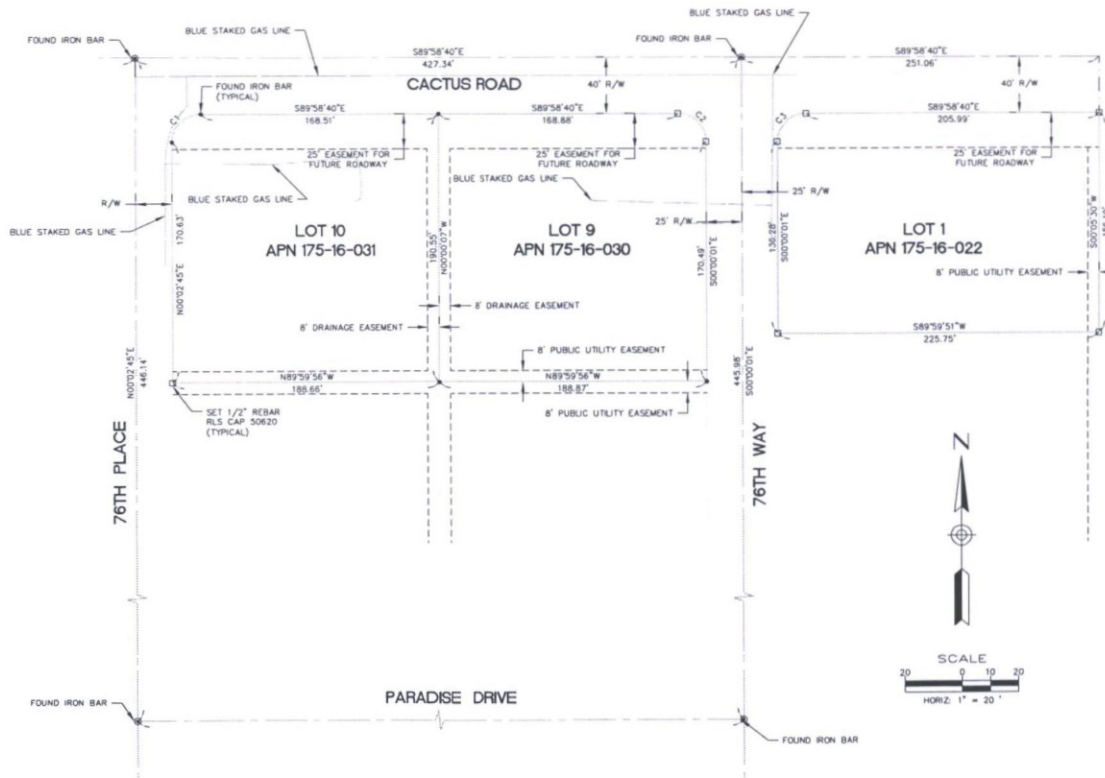 BLUE STAKED GAS LINE
BLUE STAKED GAS LINE
FOUND IRON BAR
FOUND IRON BAR
S89°58'40"E
427.34'
S89°58'40"E
251.06'
FOUND IRON BAR
(TYPICAL)
CACTUS ROAD
40' R/W
40' R/W
S89°58'40"E
168.51'
S89°58'40"E
168.88'
S89°58'40"E
205.99'
C1
C2
C3
25' EASEMENT FOR
FUTURE ROADWAY
25' EASEMENT FOR
FUTURE ROADWAY
25' EASEMENT FOR
FUTURE ROADWAY
BLUE STAKED GAS LINE
BLUE STAKED GAS LINE
R/W
25' R/W
25' R/W
BLUE STAKED GAS LINE
LOT 10
APN 175-16-031
LOT 9
APN 175-16-030
LOT 1
APN 175-16-022
170.63'
N00°02'45"E
190.55'
N00°00'07"W
170.49'
S00°00'01"E
S00°00'01"E
S00°05'30"W
8' PUBLIC UTILITY EASEMENT
8' DRAINAGE EASEMENT
8' DRAINAGE EASEMENT
S89°59'51"W
225.75'
8' PUBLIC UTILITY EASEMENT
N89°59'56"W
188.66'
N89°59'56"W
188.87'
8' PUBLIC UTILITY EASEMENT
N00°02'45"E
446.14'
445.98'
S00°00'01"E
SET 1/2" REBAR
RLS CAP 50620
(TYPICAL)
76TH PLACE
76TH WAY
N
SCALE
20 0 10 20
HORIZ: 1" = 20 '
PARADISE DRIVE
FOUND IRON BAR
FOUND IRON BAR